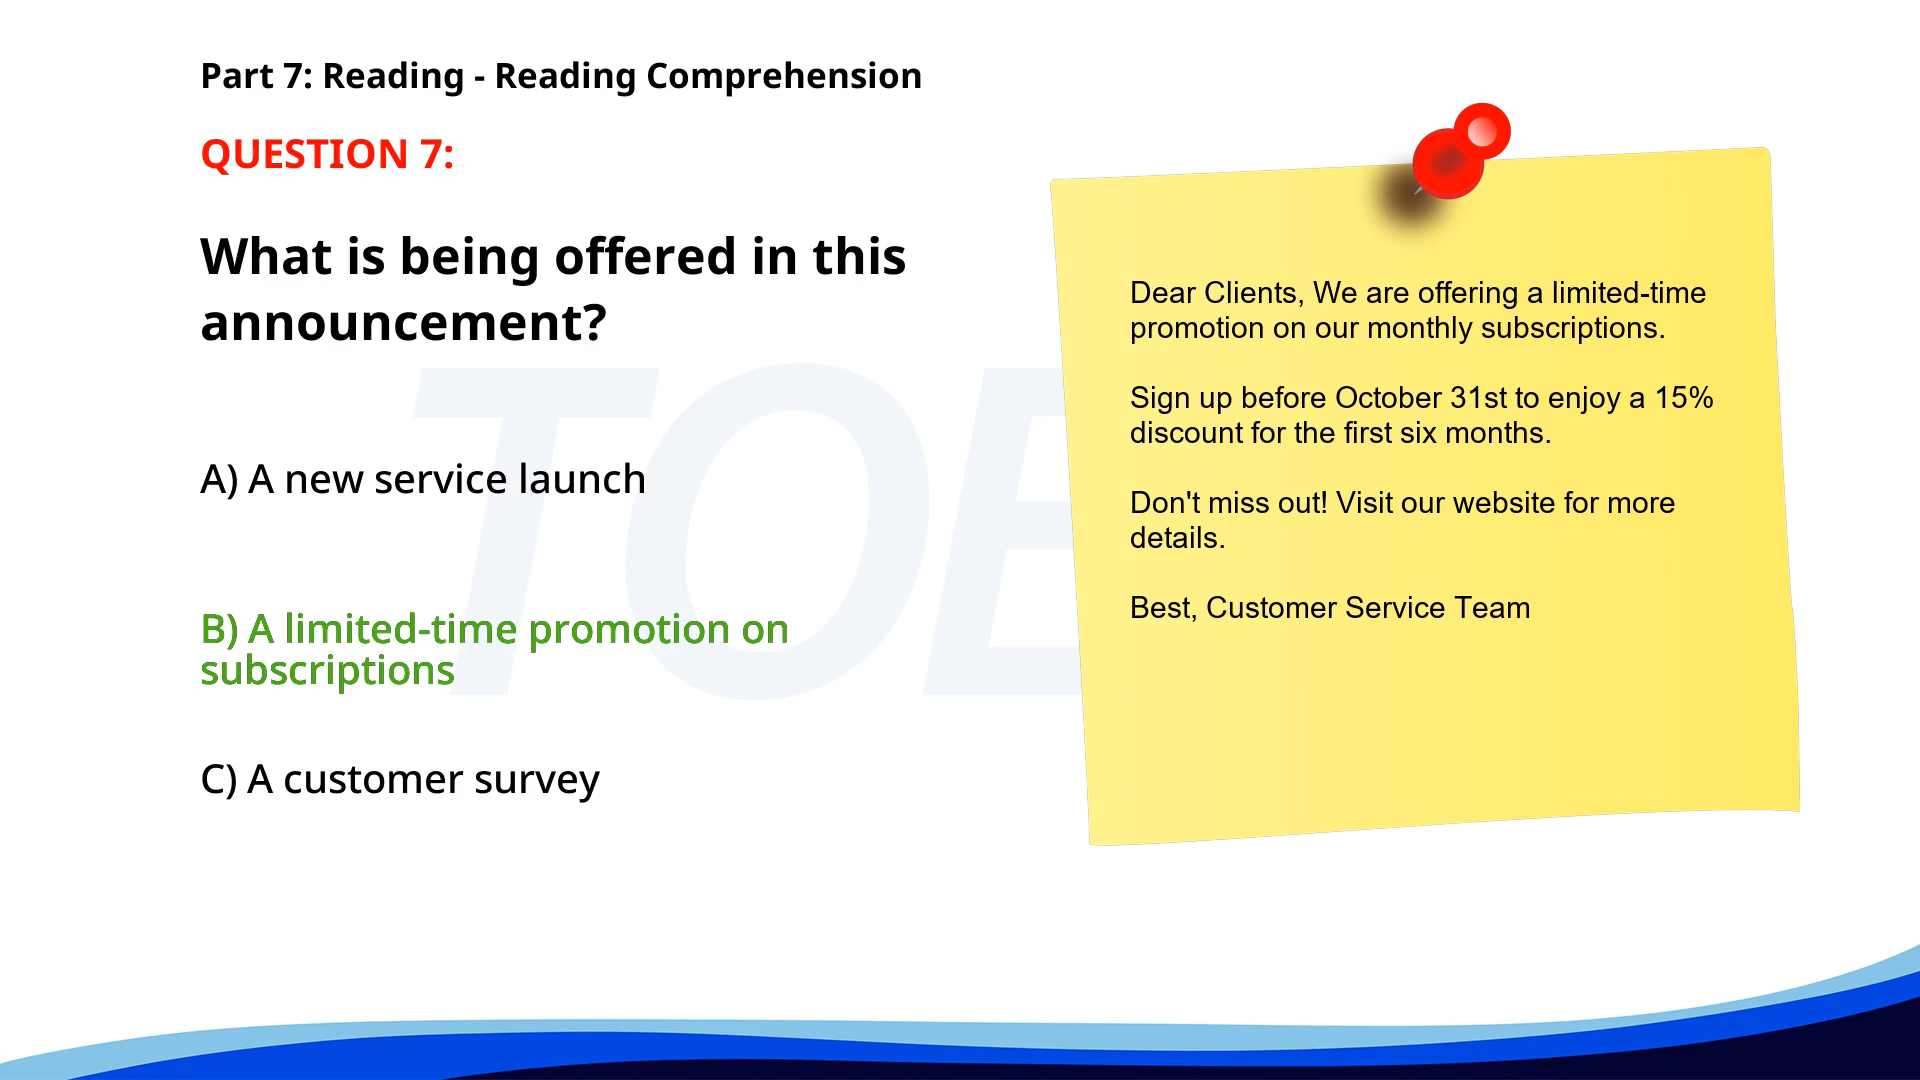 Part 7: Reading - Reading Comprehension
QUESTION 7:
What is being offered in this
announcement?
A) A new service launch
B) A limited-time promotion on
subscriptions
C) A customer survey
Dear Clients, We are offering a limited-time
promotion on our monthly subscriptions.
Sign up before October 31st to enjoy a 15%
discount for the first six months.
Don't miss out! Visit our website for more
details.
Best, Customer Service Team